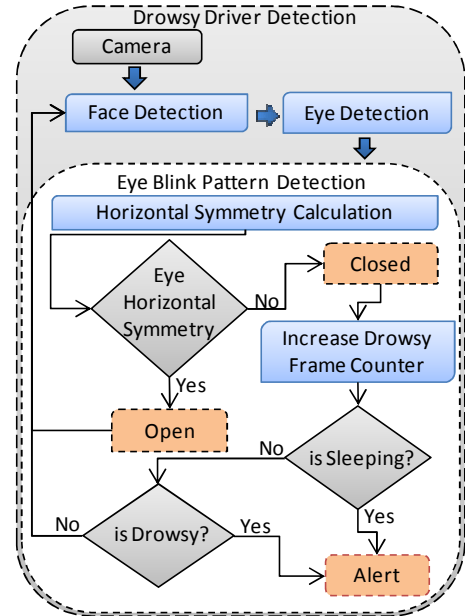 Drowsy Driver Detection
Camera
Face Detection
Eye Detection
Eye Blink Pattern Detection
Horizontal Symmetry Calculation
Eye
Horizontal
Symmetry
No
Closed
Increase Drowsy
Frame Counter
Yes
Open
No
is Sleeping?
Yes
No
is Drowsy?
Yes
Alert